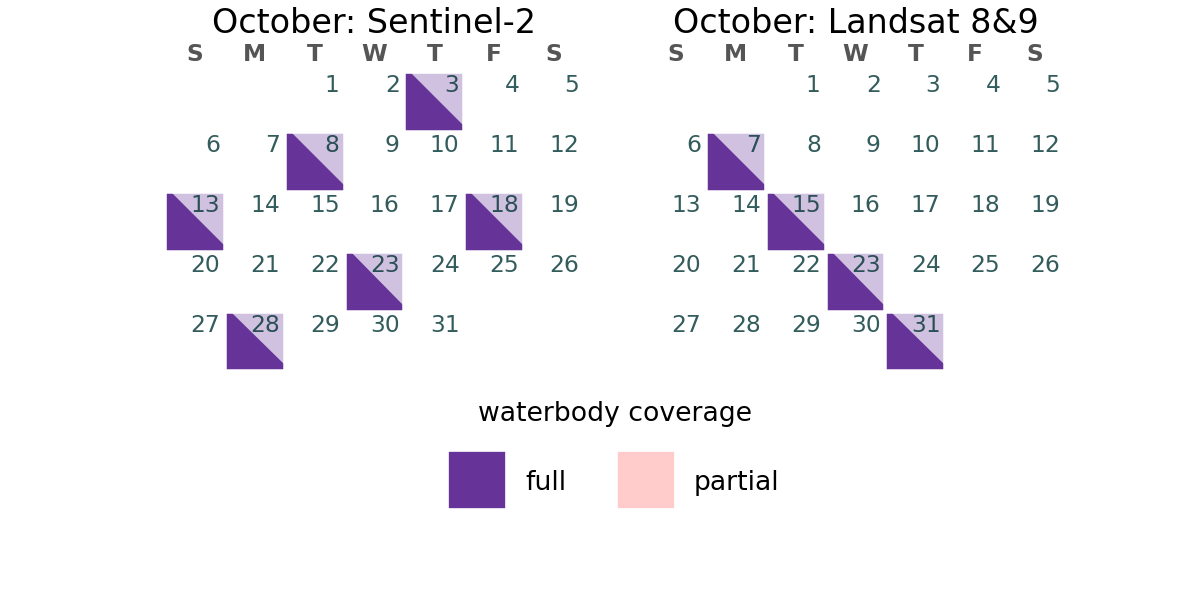 October: Sentinel-2
S M T W T F S
1 2 3 4 5
6 7 8 9 10 11 12
13 14 15 16 17 18 19
20 21 22 23 24 25 26
27 28 29 30 31
October: Landsat 8&9
S M T W T F S
1 2 3 4 5
6 7 8 9 10 11 12
13 14 15 16 17 18 19
20 21 22 23 24 25 26
27 28 29 30 31
waterbody coverage
full partial